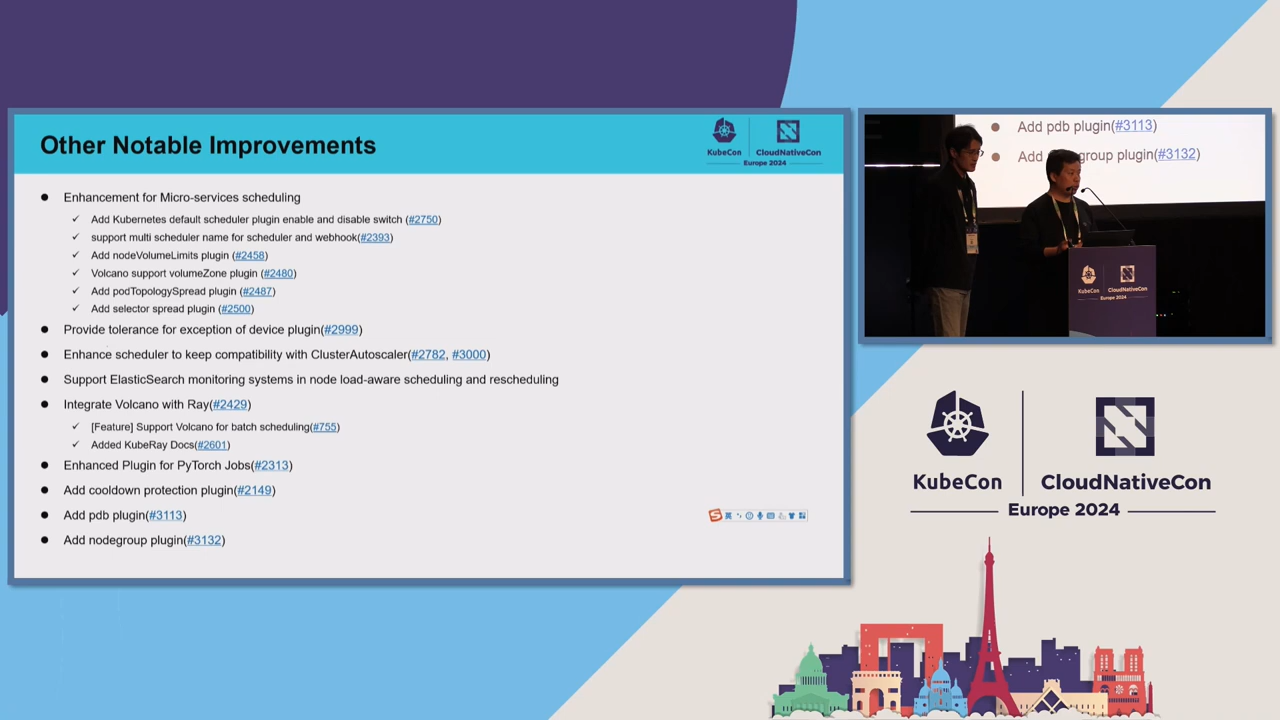 Other Notable Improvements
KubeCon
CloudNativeCon
Europe 2024
● Enhancement for Micro-services scheduling
✓ Add Kubernetes default scheduler plugin enable and disable switch (#2750)
✓ support multi scheduler name for scheduler and webhook(#2393)
✓ Add nodeVolumeLimits plugin (#2458)
✓ Volcano support volumeZone plugin (#2480)
✓ Add podTopologySpread plugin (#2487)
✓ Add selector spread plugin (#2500)
● Provide tolerance for exception of device plugin(#2999)
● Enhance scheduler to keep compatibility with ClusterAutoscaler(#2782, #3000)
● Support ElasticSearch monitoring systems in node load-aware scheduling and rescheduling
● Integrate Volcano with Ray(#2429)
✓ [Feature] Support Volcano for batch scheduling(#755)
✓ Added KubeRay Docs(#2601)
● Enhanced Plugin for PyTorch Jobs(#2313)
● Add cooldown protection plugin(#2149)
● Add pdb plugin(#3113)
● Add nodegroup plugin(#3132)
S 英
● Add pdb plugin(#3113)
● Add group plugin(#3132)
KubeCon
CloudNativeCon
Europe 2024
KubeCon
CloudNativeCon
Europe 2024